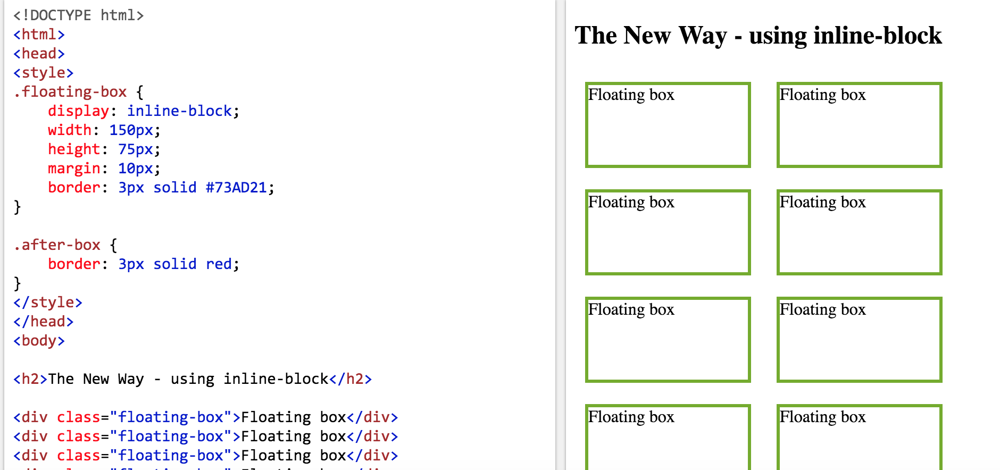 <!DOCTYPE html>
<html>
<head>
<style>
.floating-box {
    display: inline-block;
    width: 150px;
    height: 75px;
    margin: 10px;
    border: 3px solid #73AD21;
}

.after-box {
    border: 3px solid red;
}
</style>
</head>
<body>

<h2>The New Way - using inline-block</h2>

<div class="floating-box">Floating box</div>
<div class="floating-box">Floating box</div>
<div class="floating-box">Floating box</div>
The New Way - using inline-block
Floating box
Floating box
Floating box
Floating box
Floating box
Floating box
Floating box
Floating box